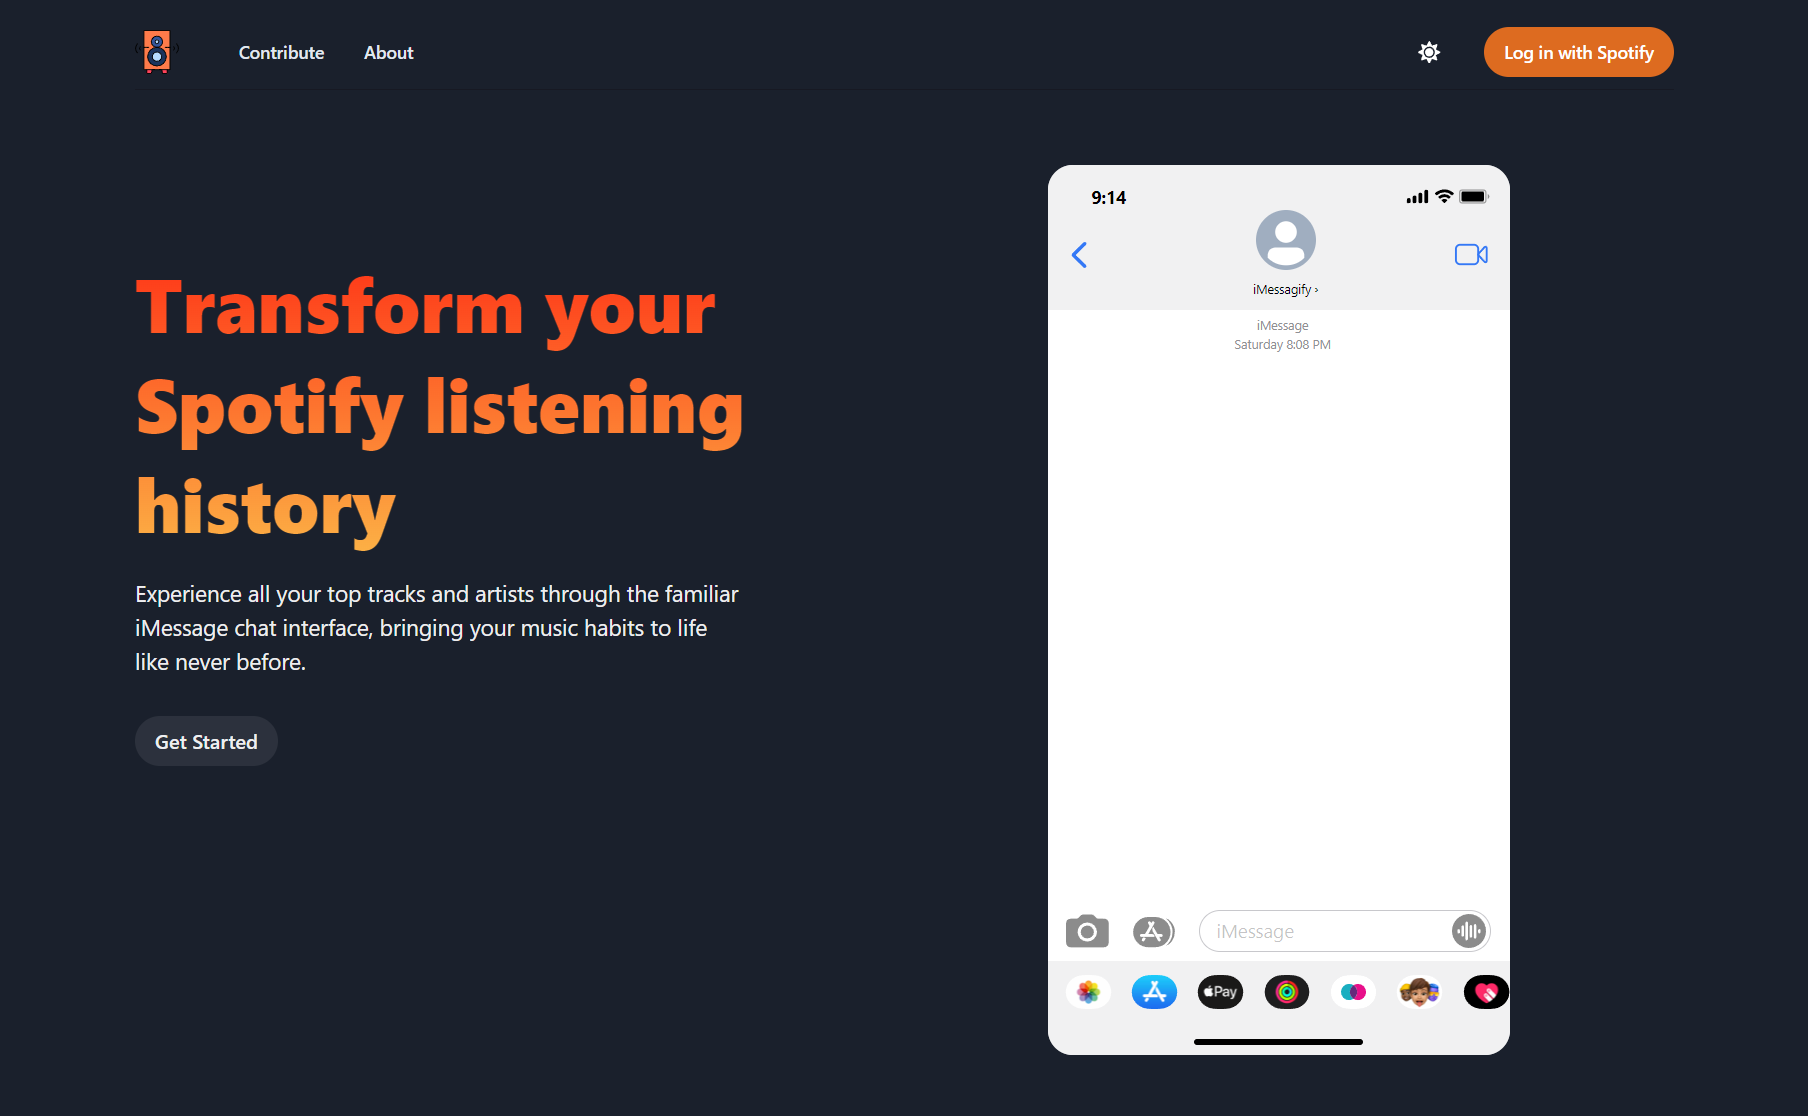 Contribute
About
Log in with Spotify
Transform your
Spotify listening
history
Experience all your top tracks and artists through the familiar
iMessage chat interface, bringing your music habits to life
like never before.
Get Started
9:14
iMessagify ›
iMessage
Saturday 8:08 PM
iMessage
Pay